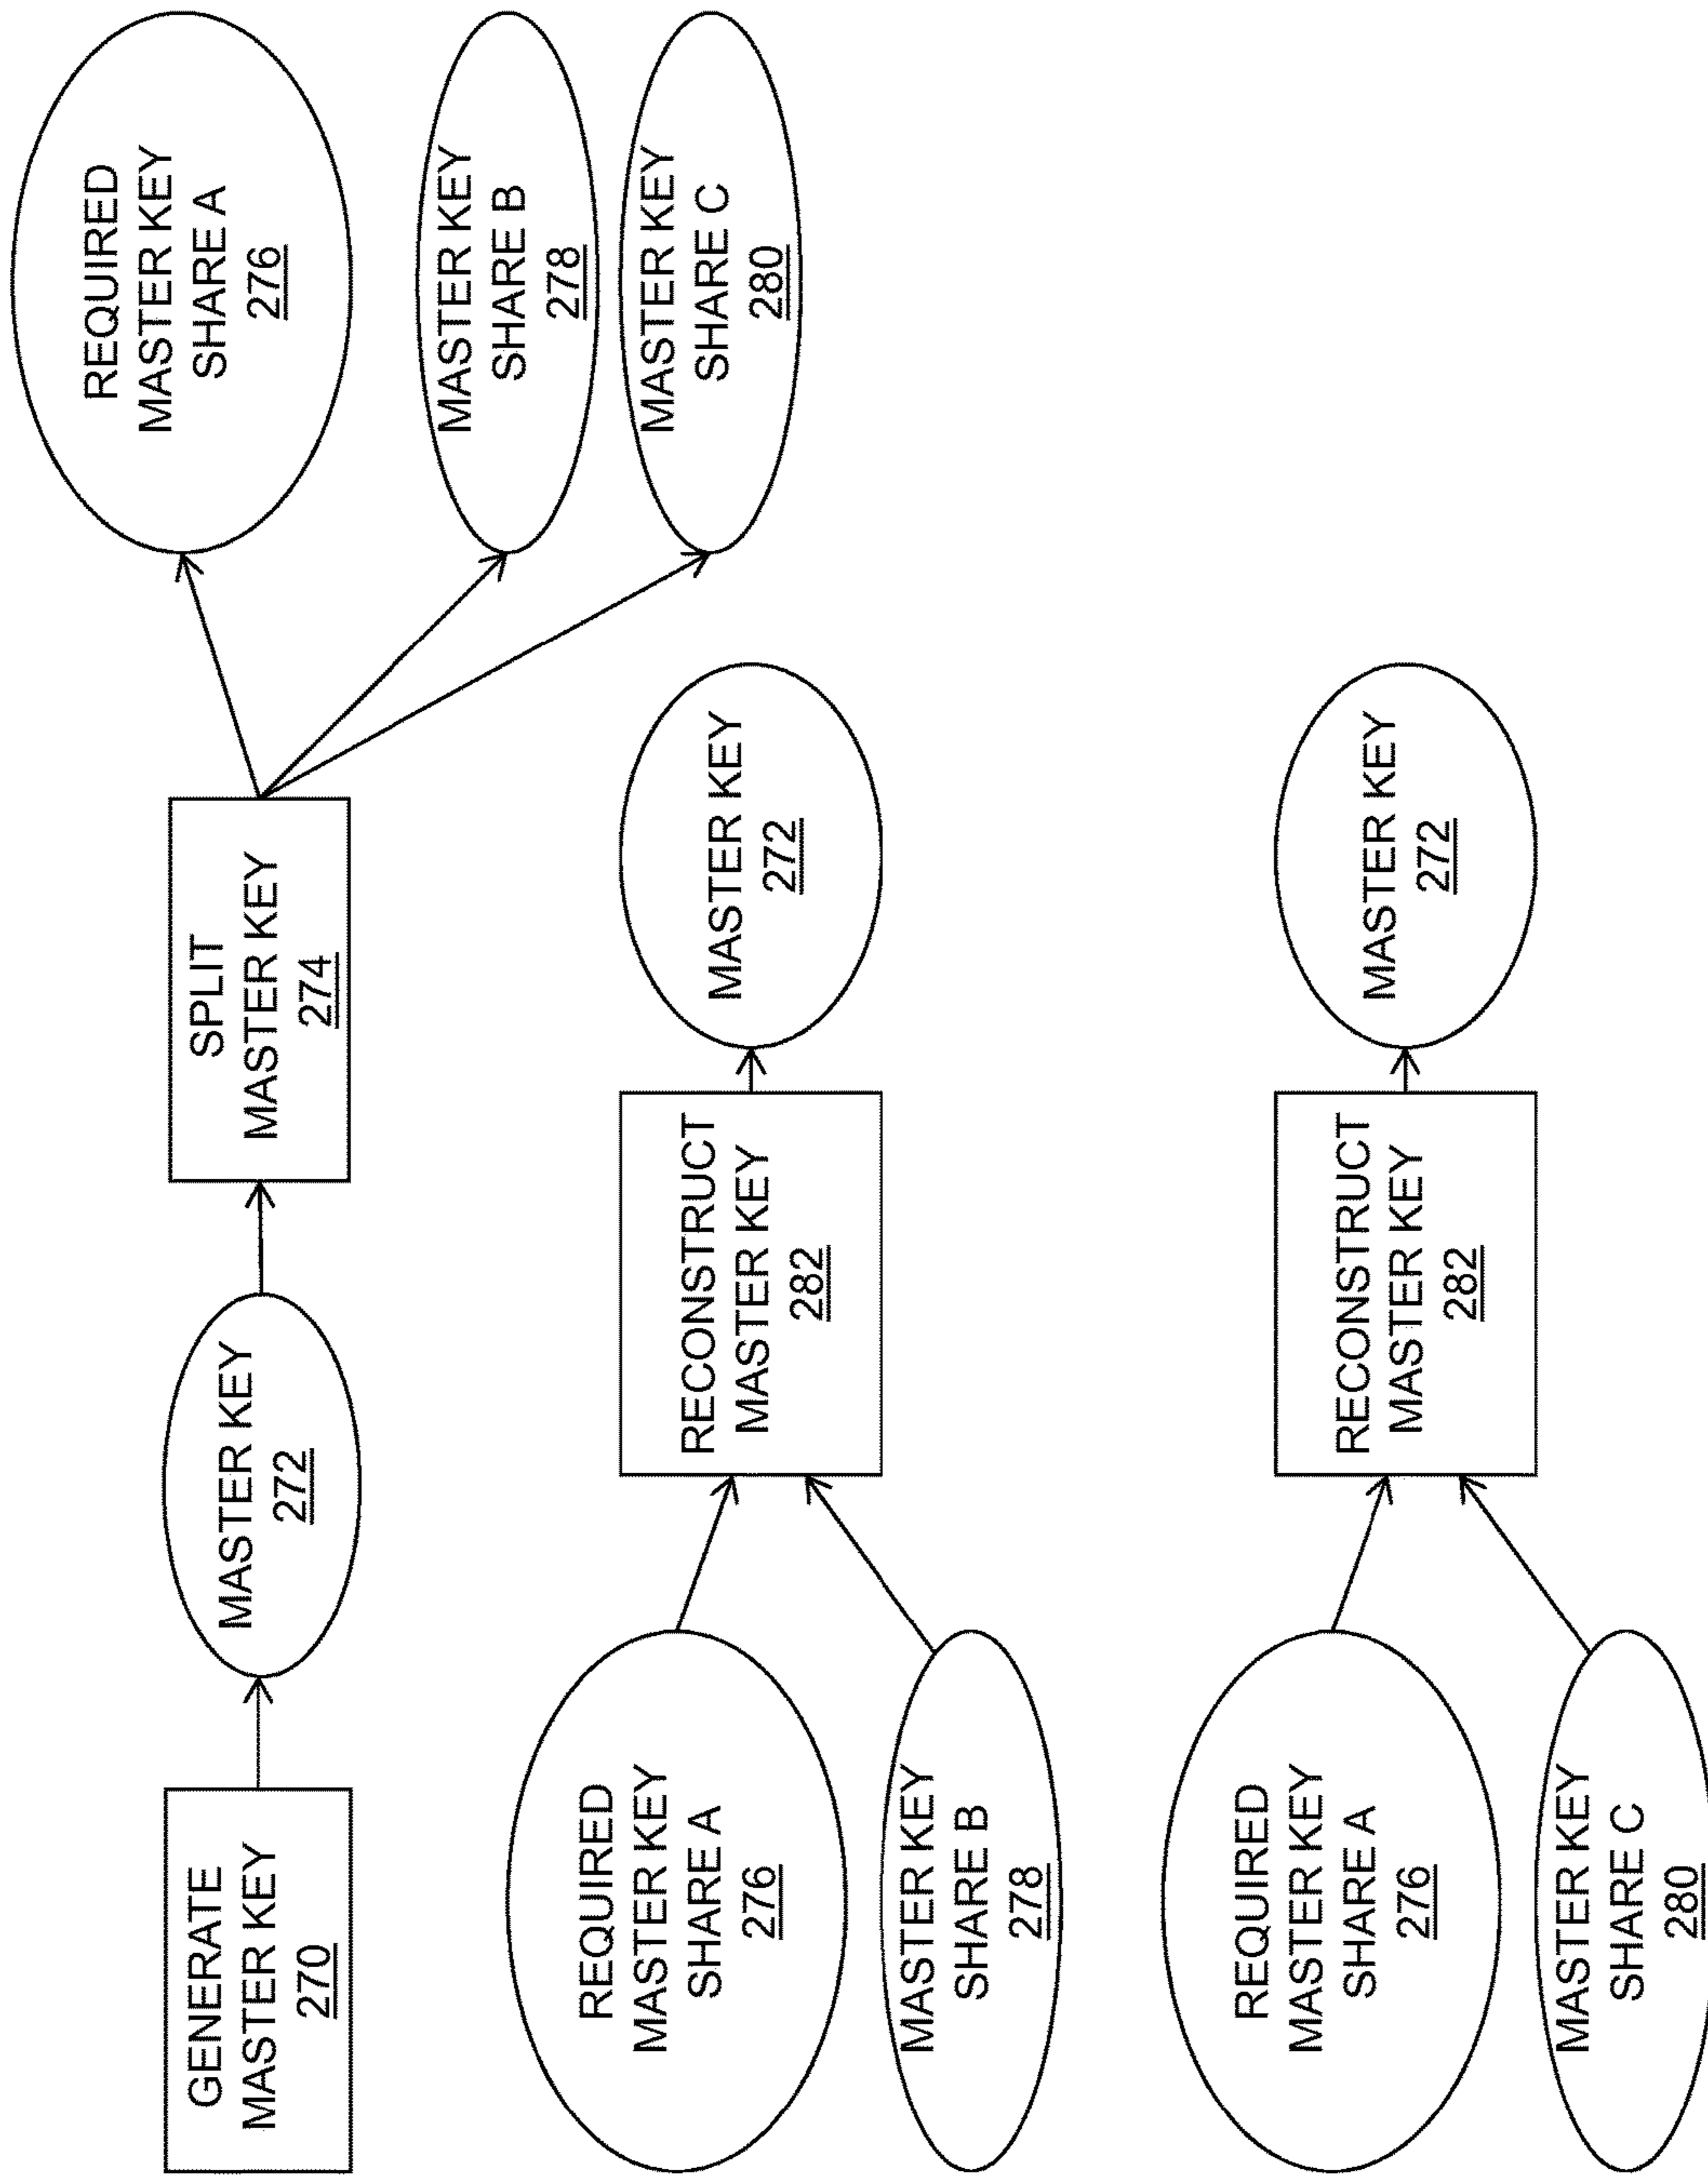 GENERATE
MASTER KEY
270
MASTER KEY
272
SPLIT
MASTER KEY
274
REQUIRED
MASTER KEY
SHARE A
276
MASTER KEY
SHARE B
278
MASTER KEY
SHARE C
280
REQUIRED
MASTER KEY
SHARE A
276
MASTER KEY
SHARE B
278
RECONSTRUCT
MASTER KEY
282
MASTER KEY
272
REQUIRED
MASTER KEY
SHARE A
276
MASTER KEY
SHARE C
280
RECONSTRUCT
MASTER KEY
282
MASTER KEY
272